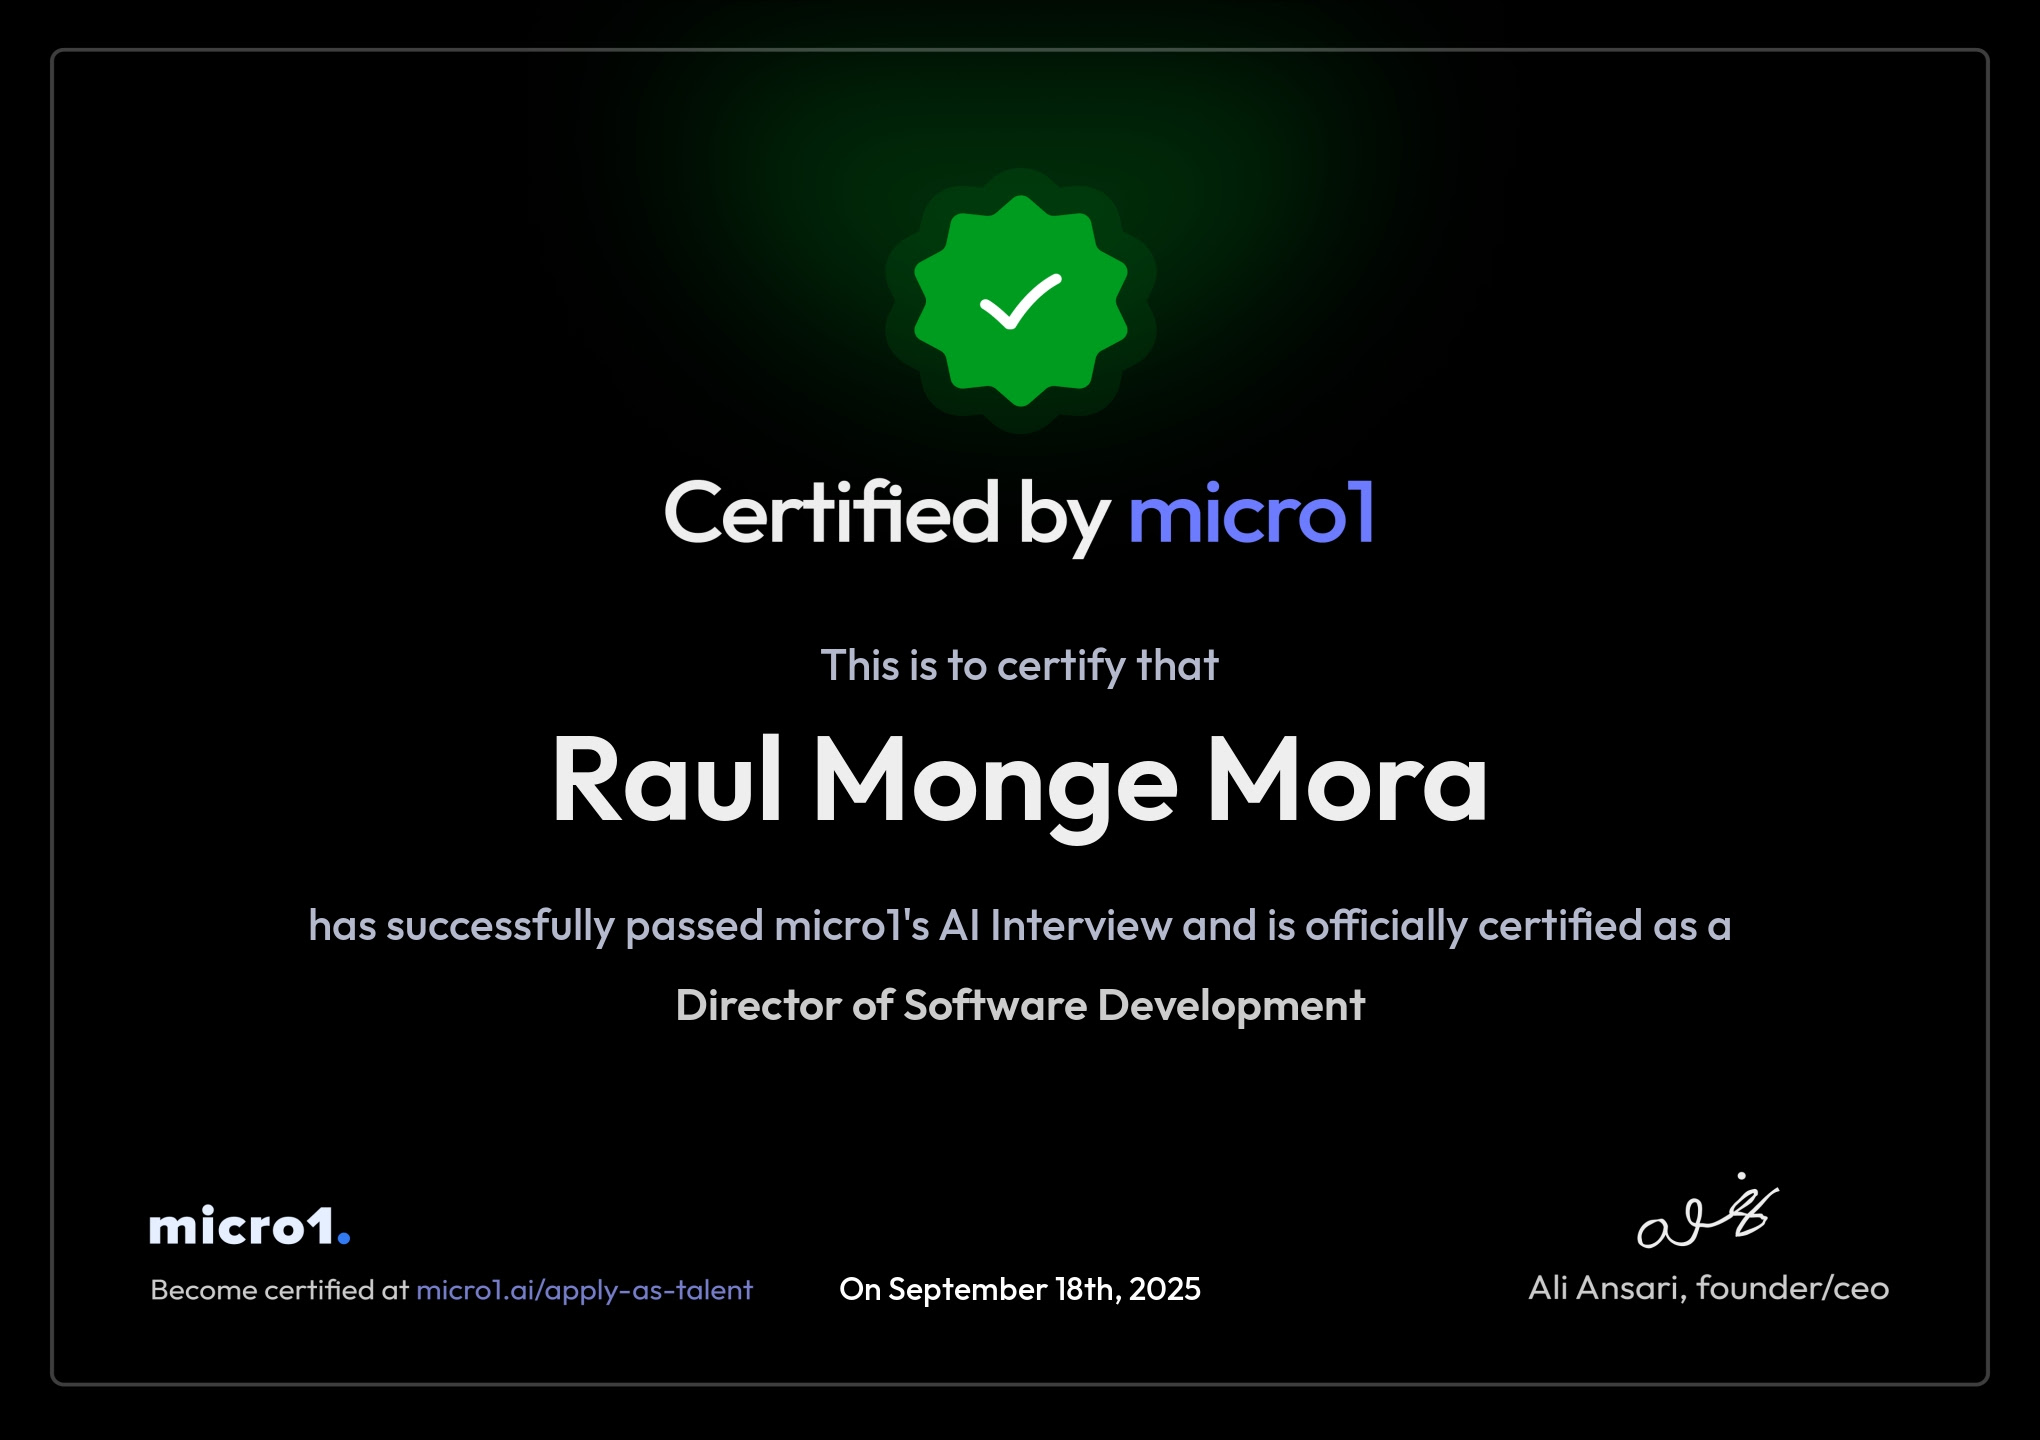 Certified by micro1
This is to certify that
Raul Monge Mora
has successfully passed micro1's AI Interview and is officially certified as a
Director of Software Development
micro1.
Become certified at micro1.ai/apply-as-talent
On September 18th, 2025
Ali Ansari, founder/ceo